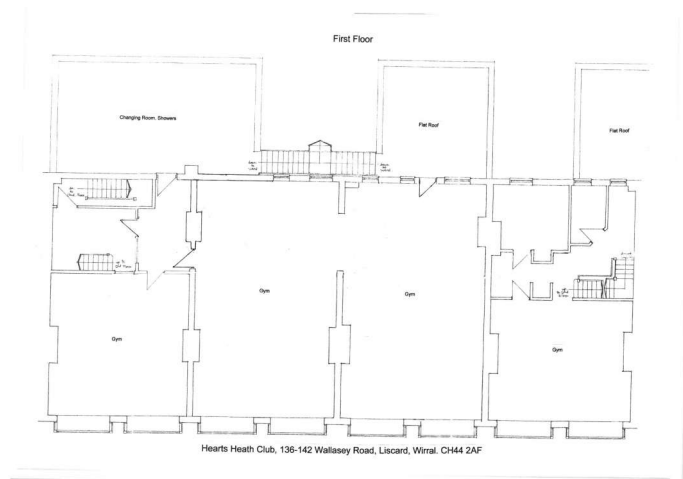 First Floor
Changing Room, Showers
Flat Roof
Flat Roof
Gym
Gym
Gym
Gym
Hearts Heath Club, 136-142 Wallasey Road, Liscard, Wirral. CH44 2AF